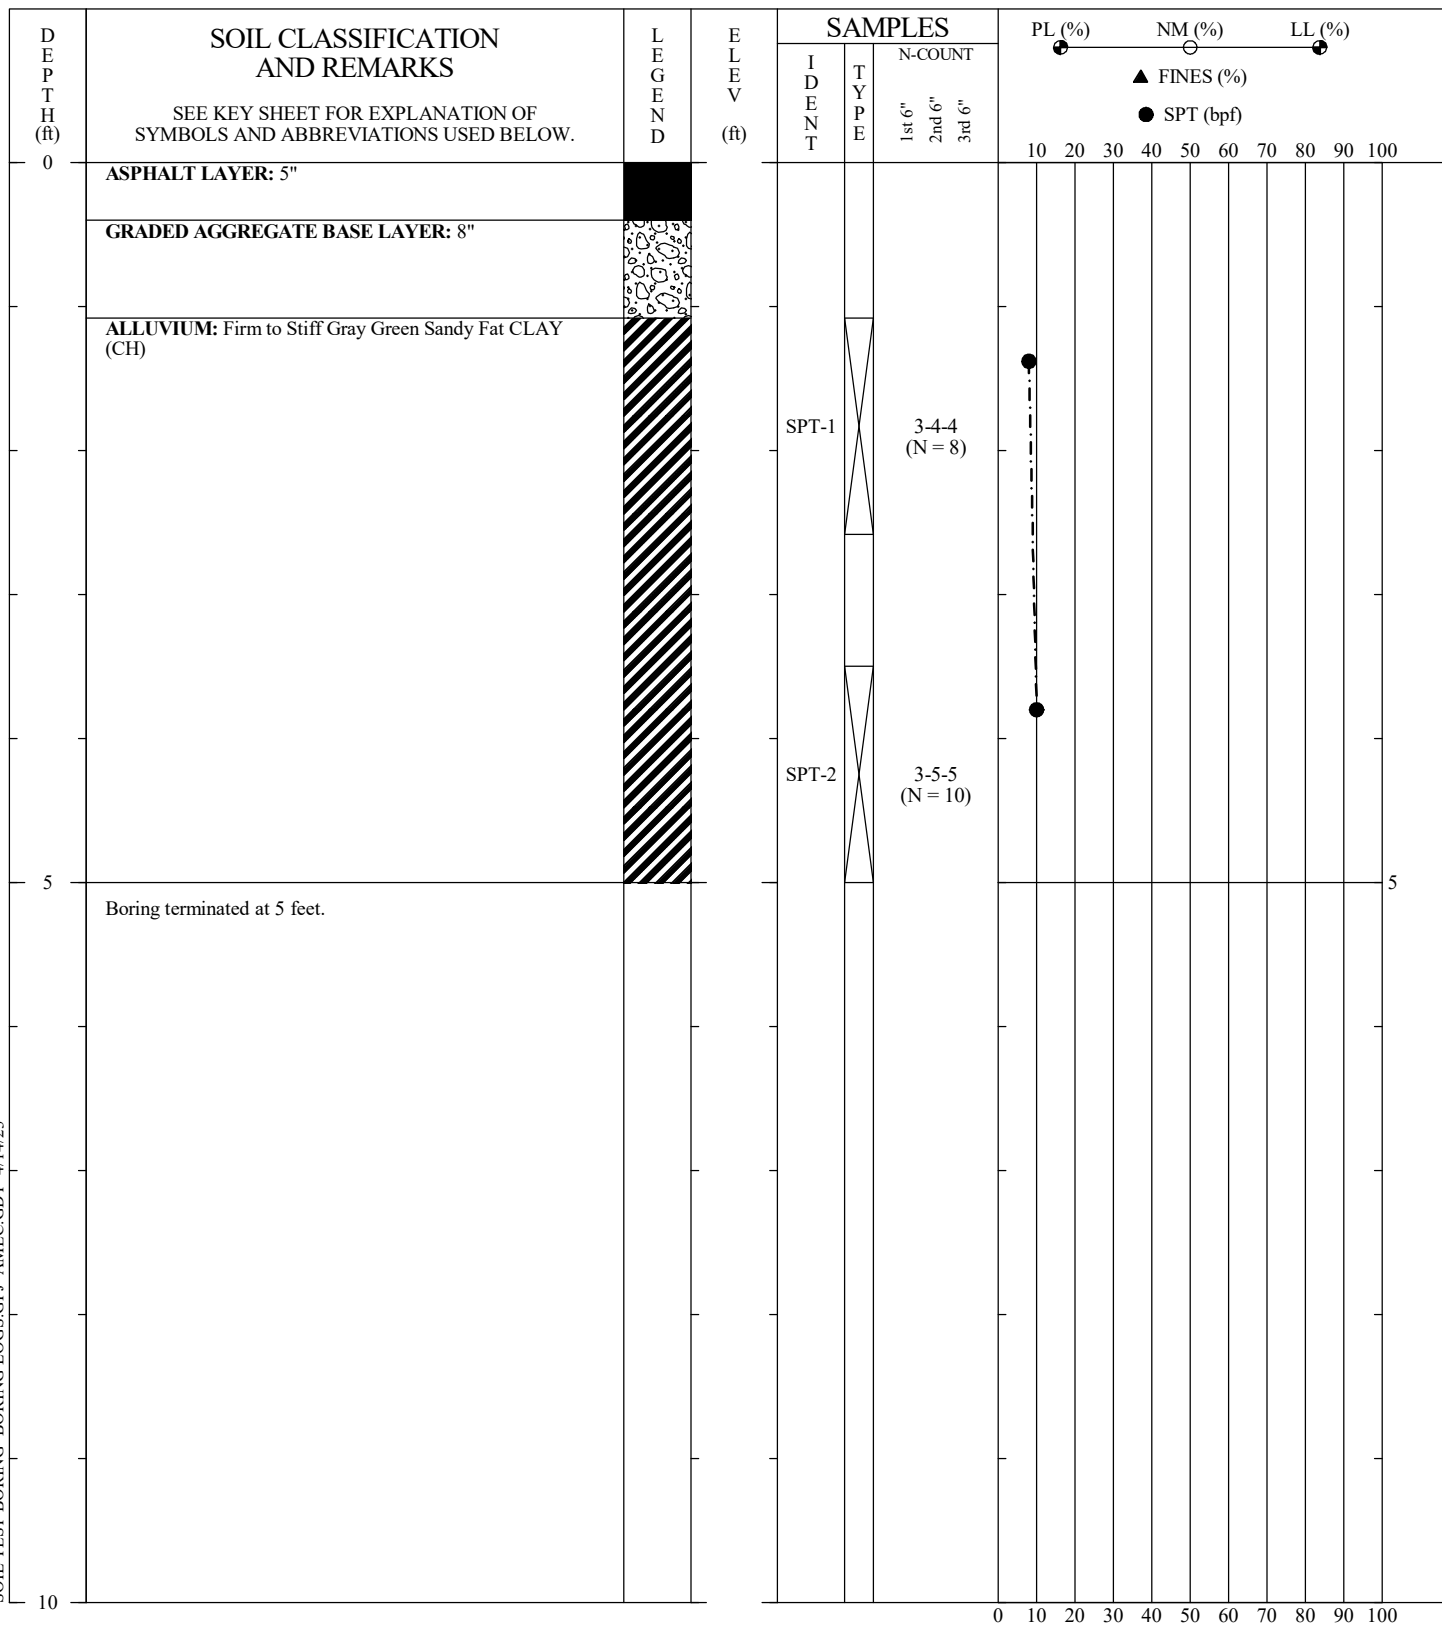 DEPTH
(ft)
SOIL CLASSIFICATION
AND REMARKS
SEE KEY SHEET FOR EXPLANATION OF
SYMBOLS AND ABBREVIATIONS USED BELOW.
LEGEND
ELEV
(ft)
SAMPLES
IDENT
TYPE
N-COUNT
1st 6"
2nd 6"
3rd 6"
PL (%) NM (%) LL (%)
▲ FINES (%)
● SPT (bpf)
10 20 30 40 50 60 70 80 90 100
0
ASPHALT LAYER: 5"
GRADED AGGREGATE BASE LAYER: 8"
ALLUVIUM: Firm to Stiff Gray Green Sandy Fat CLAY
(CH)
SPT-1
3-4-4
(N = 8)
SPT-2
3-5-5
(N = 10)
5
5
Boring terminated at 5 feet.
10
0 10 20 30 40 50 60 70 80 90 100